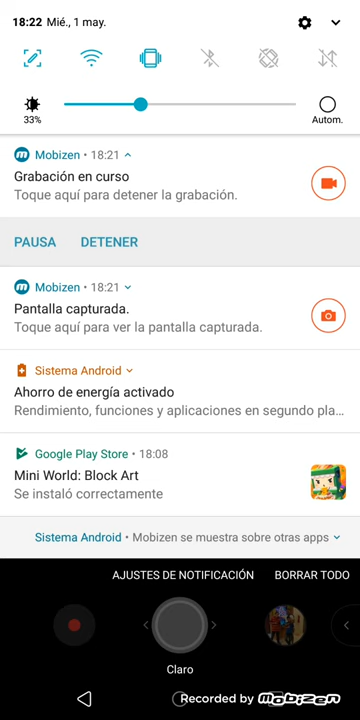 18:22 Mié., 1 may.
33%
Autom.
Mobizen • 18:21
Grabación en curso
Toque aquí para detener la grabación.
PAUSA DETENER
Mobizen • 18:21
Pantalla capturada.
Toque aquí para ver la pantalla capturada.
Sistema Android
Ahorro de energía activado
Rendimiento, funciones y aplicaciones en segundo pla...
Google Play Store • 18:08
Mini World: Block Art
Se instaló correctamente
Sistema Android • Mobizen se muestra sobre otras apps
AJUSTES DE NOTIFICACIÓN BORRAR TODO
Claro
Recorded by mobizen